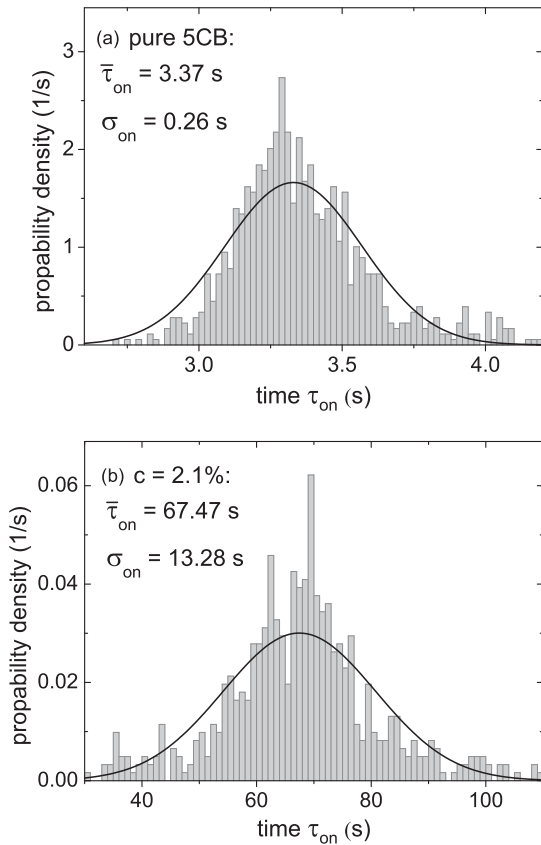 (a) pure 5CB:
τ̅on = 3.37 s
σon = 0.26 s
propability density (1/s)
3
2
1
0
3.0 3.5 4.0
time τon (s)
(b) c = 2.1%:
τ̅on = 67.47 s
σon = 13.28 s
propability density (1/s)
0.06
0.04
0.02
0.00
40 60 80 100
time τon (s)